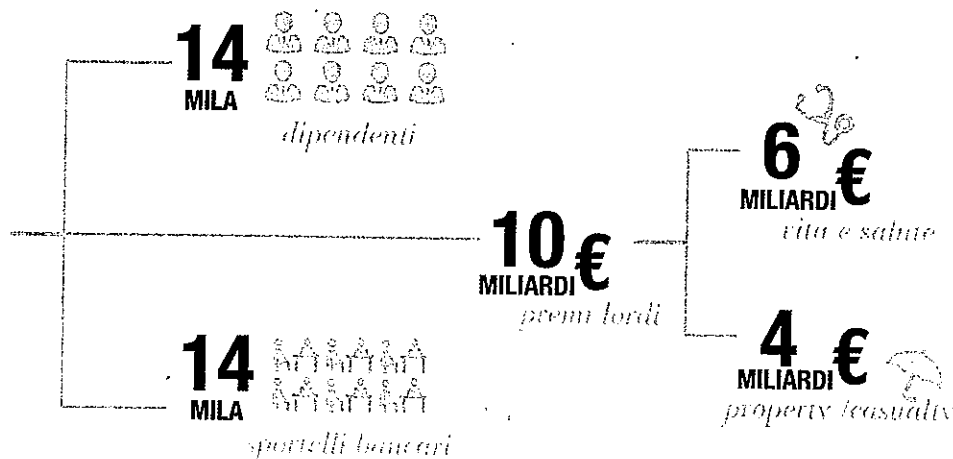 14
MILA
dipendenti
10
MILIARDI €
premi lordi
6
MILIARDI €
vita e salute
4
MILIARDI €
property /casualty
14
MILA
sportelli bancari